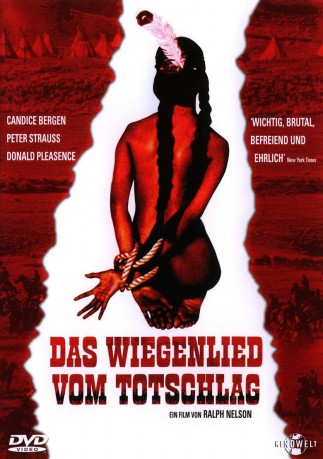 CANDICE BERGEN
PETER STRAUSS
DONALD PLEASENCE
'WICHTIG, BRUTAL,
BEFREIEND UND
EHRLICH' New York Times
DAS WIEGENLIED
VOM TOTSCHLAG
EIN FILM VON RALPH NELSON
DVD
VIDEO
KINOWELT